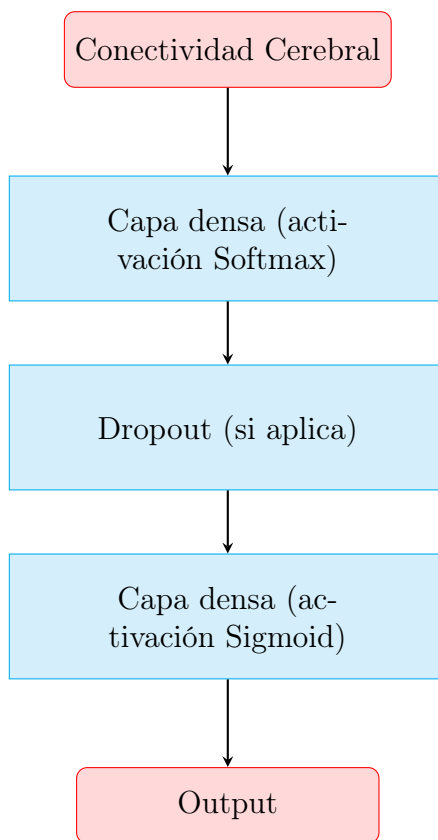 Conectividad Cerebral
Capa densa (acti-
vación Softmax)
Dropout (si aplica)
Capa densa (ac-
tivación Sigmoid)
Output